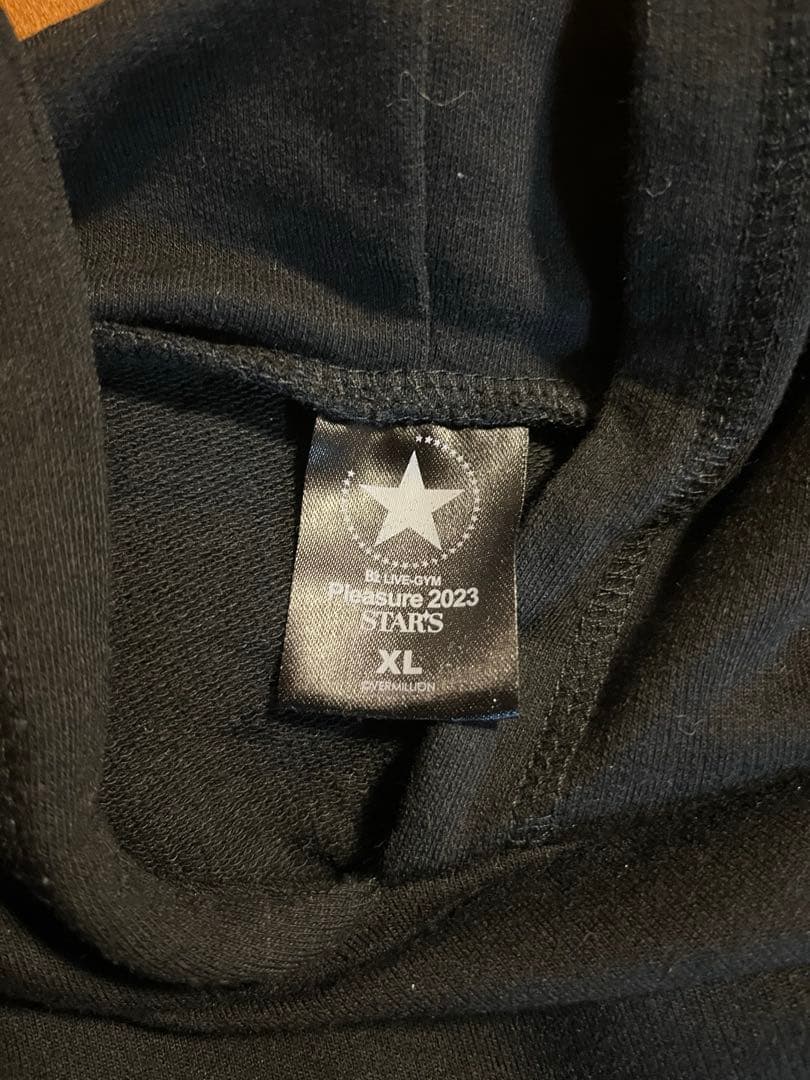 B'z LIVE-GYM
Pleasure 2023
STARS
XL
©VERMILLION